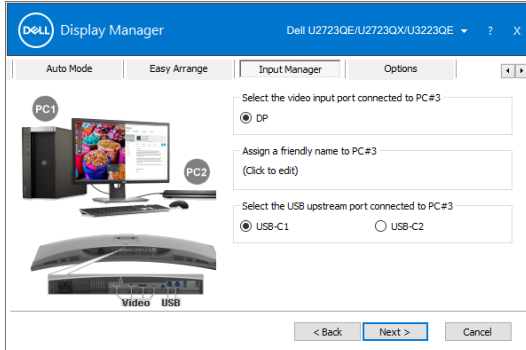 DELL Display Manager
Dell U2723QE/U2723QX/U3223QE ? X
Auto Mode Easy Arrange Input Manager Options
Select the video input port connected to PC#3
DP
Assign a friendly name to PC#3
(Click to edit)
Select the USB upstream port connected to PC#3
USB-C1 USB-C2
PC1
PC2
Video USB
< Back Next > Cancel